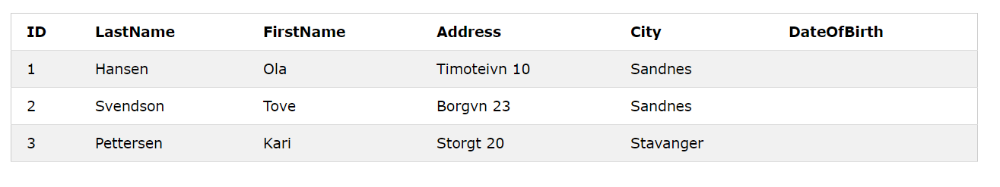 ID LastName FirstName Address City DateOfBirth
1 Hansen Ola Timoteivn 10 Sandnes
2 Svendson Tove Borgvn 23 Sandnes
3 Pettersen Kari Storgt 20 Stavanger